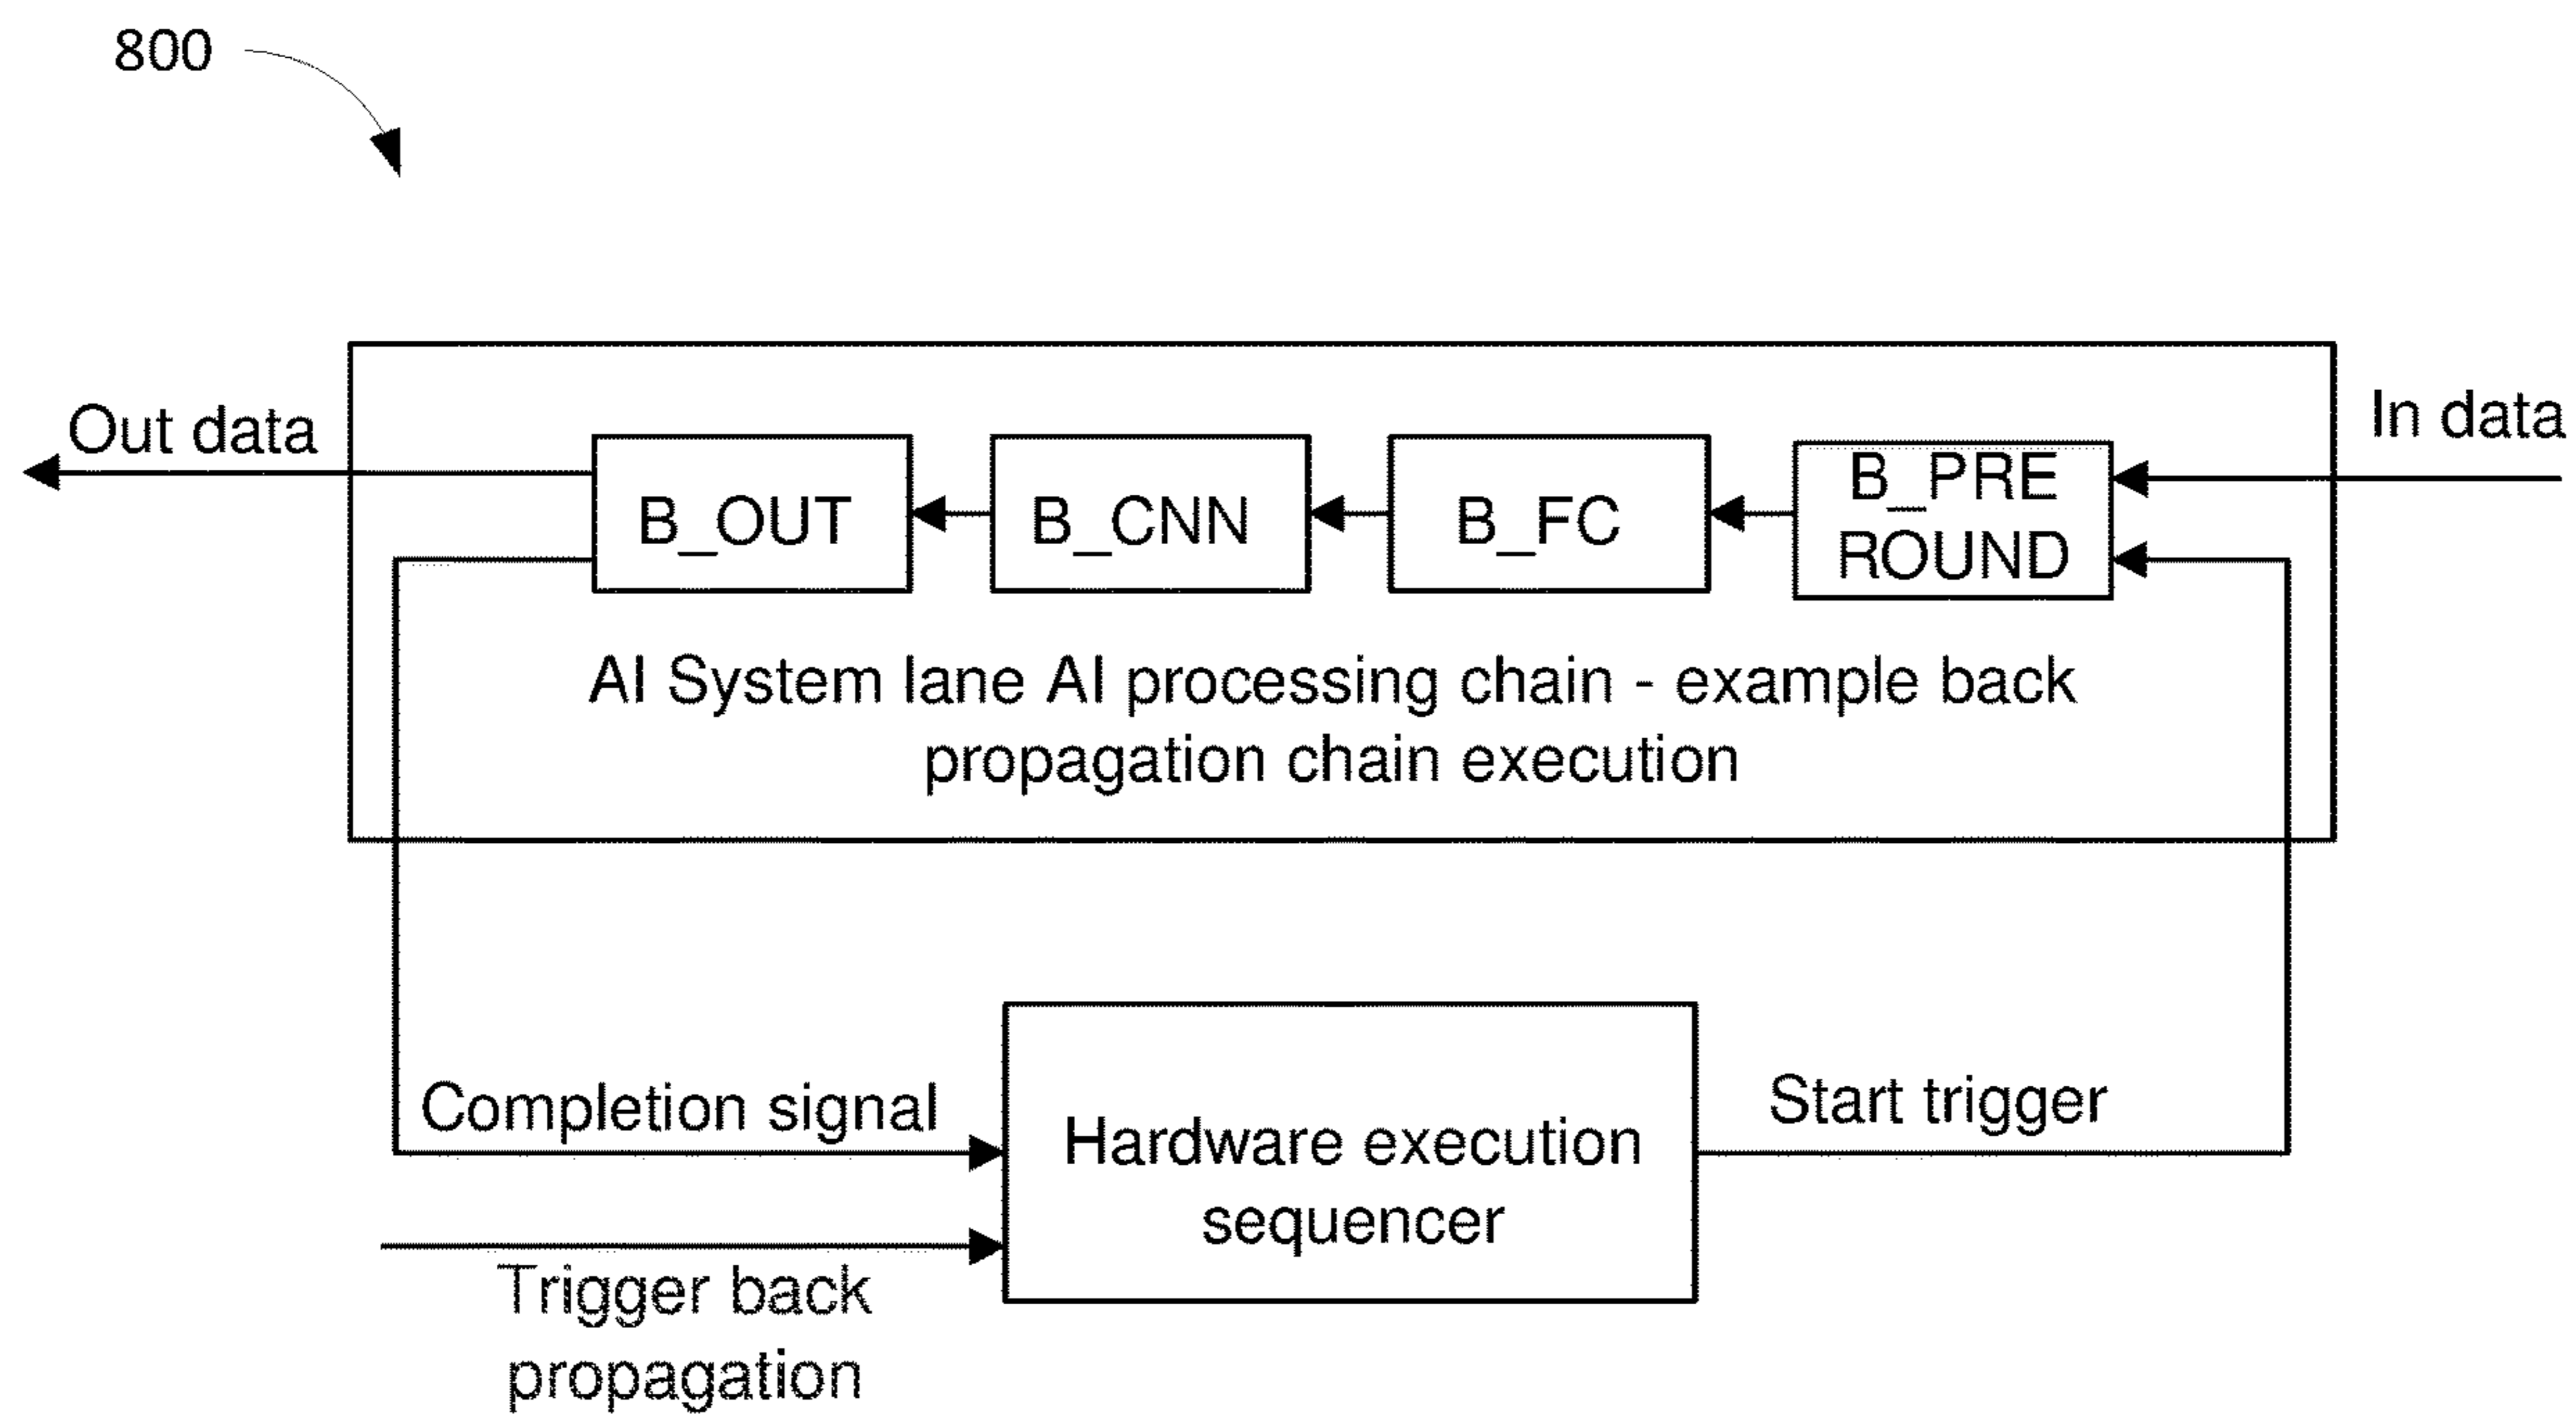 800
Out data
In data
B_OUT
B_CNN
B_FC
B_PRE
ROUND
AI System lane AI processing chain - example back
propagation chain execution
Completion signal
Start trigger
Hardware execution
sequencer
Trigger back
propagation